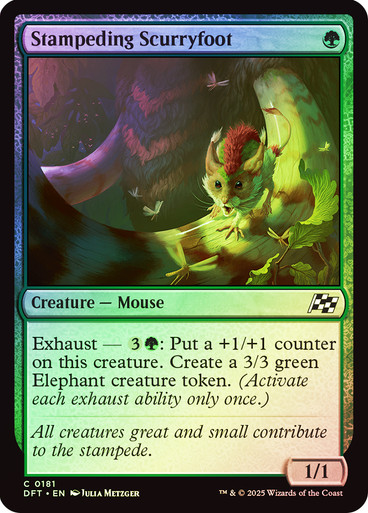 Stampeding Scurryfoot
Creature — Mouse
Exhaust — 3: Put a +1/+1 counter
on this creature. Create a 3/3 green
Elephant creature token. (Activate
each exhaust ability only once.)
All creatures great and small contribute
to the stampede.
1/1
C 0181
DFT • EN Julia Metzger
™ & © 2025 Wizards of the Coast